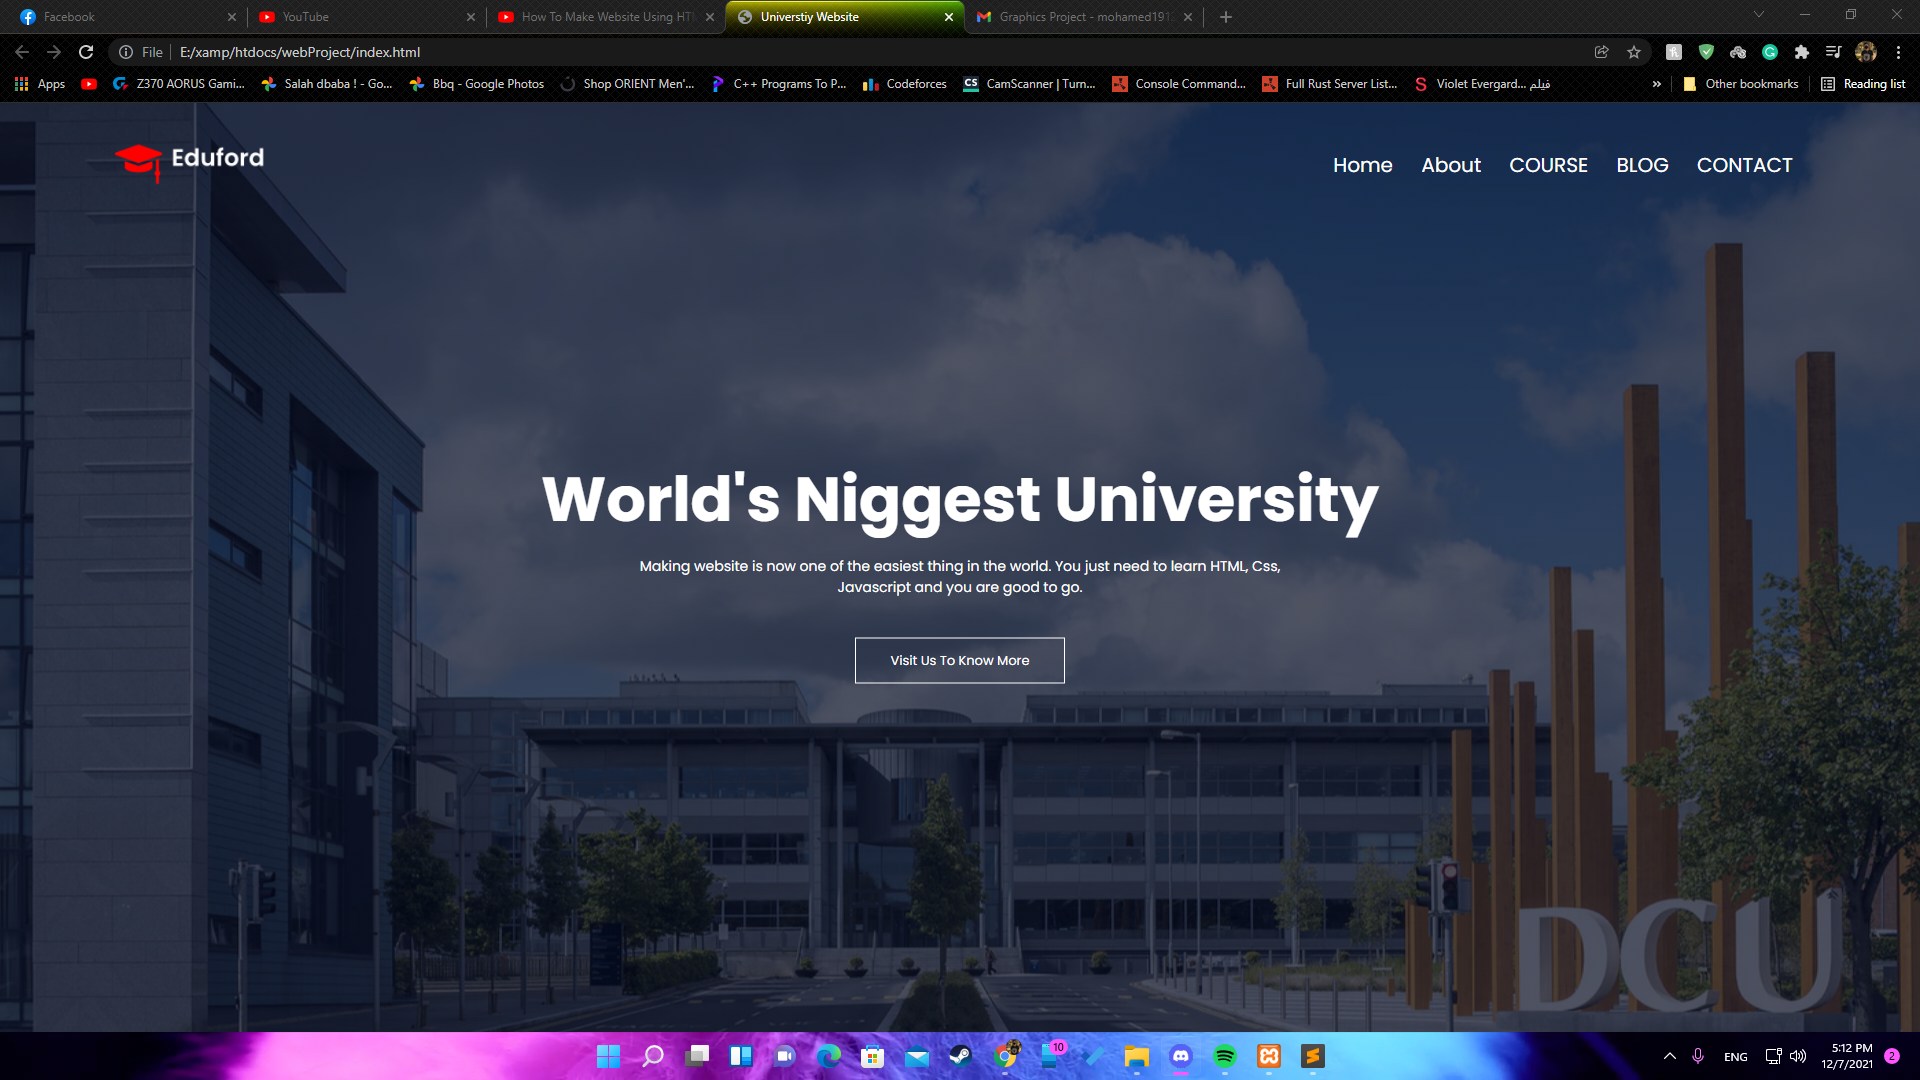 Facebook
YouTube
How To Make Website Using HT
Universtiy Website
Graphics Project - mohamed191
File
E:/xamp/htdocs/webProject/index.html
Apps
Z370 AORUS Gami...
Salah dbaba ! - Go...
Bbq - Google Photos
Shop ORIENT Men'...
C++ Programs To P...
Codeforces
CS
CamScanner | Turn...
Console Command...
Full Rust Server List...
Violet Evergard... فيلم
Other bookmarks
Reading list
Eduford
Home
About
COURSE
BLOG
CONTACT
World's Niggest University
Making website is now one of the easiest thing in the world. You just need to learn HTML, Css,
Javascript and you are good to go.
Visit Us To Know More
DCU
10
ENG
5:12 PM
12/7/2021
2